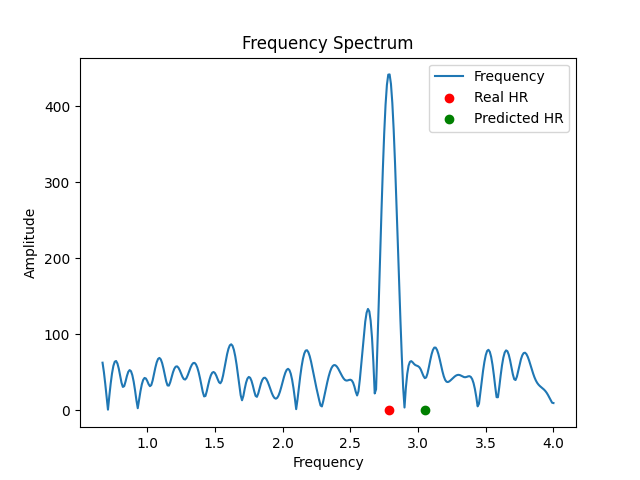 Frequency Spectrum
Frequency
Real HR
Predicted HR
Amplitude
400
300
200
100
0
1.0 1.5 2.0 2.5 3.0 3.5 4.0
Frequency